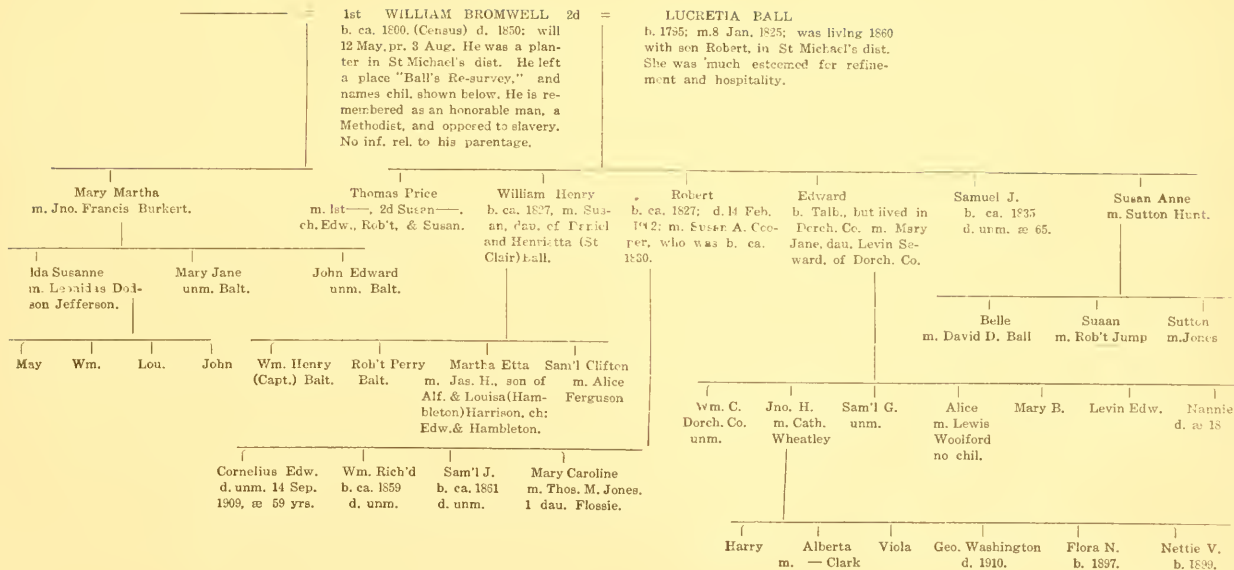 1st WILLIAM BROMWELL 2d =
b. ca. 1800. (Census) d. 1850: will
12 May, pr. 3 Aug. He was a plan-
ter in St Michael's dist. He left
a place "Ball's Re-survey," and
names chil. shown below. He is re-
membered as an honorable man, a
Methodist, and opposed to slavery.
No inf. rel. to his parentage.
LUCRETIA BALL
b. 1795; m. 8 Jan. 1825; was living 1860
with son Robert, in St Michael's dist.
She was 'much esteemed for refine-
ment and hospitality.
Mary Martha
m. Jno. Francis Burkert.
Thomas Price
m. 1st——, 2d Susan——.
ch. Edw., Rob't, & Susan.
William Henry
b. ca. 1827, m. Su-
an, dau. of Daniel
and Henrietta (St
Clair) Ball.
Robert
b. ca. 1827; d. 14 Feb.
m. Susan A. Coo-
per, who was b. ca.
1830.
Edward
b. Talb., but lived in
Dorch. Co. m. Mary
Jane, dau. Levin Se-
ward, of Dorch. Co.
Samuel J.
b. ca. 1835
d. unm. æ 65.
Susan Anne
m. Sutton Hunt.
Ida Susanne
m. Leonidas Dod-
son Jefferson.
Mary Jane
unm. Balt.
John Edward
unm. Balt.
Belle
m. David D. Ball
Suaan
m. Rob't Jump
Sutton
m. Jones
May
Wm.
Lou.
John
Wm. Henry
(Capt.) Balt.
Rob't Perry
Balt.
Martha Etta
m. Jas. H., son of
Alf. & Louisa (Ham-
bleton) Harrison, ch:
Edw. & Hambleton.
Sam'l Clifton
m. Alice
Ferguson
Wm. C.
Dorch. Co.
unm.
Jno. H.
m. Cath.
Wheatley
Sam'l G.
unm.
Alice
m. Lewis
Woolford
no chil.
Mary B.
Levin Edw.
Nannie
d. æ 18
Cornelius Edw.
d. unm. 14 Sep.
1909, æ 59 yrs.
Wm. Rich'd
b. ca. 1859
d. unm.
Sam'l J.
b. ca. 1861
d. unm.
Mary Caroline
m. Thos. M. Jones.
1 dau. Flossie.
Harry
Alberta
m. — Clark
Viola
Geo. Washington
d. 1910.
Flora N.
b. 1897.
Nettie V.
b. 1899.